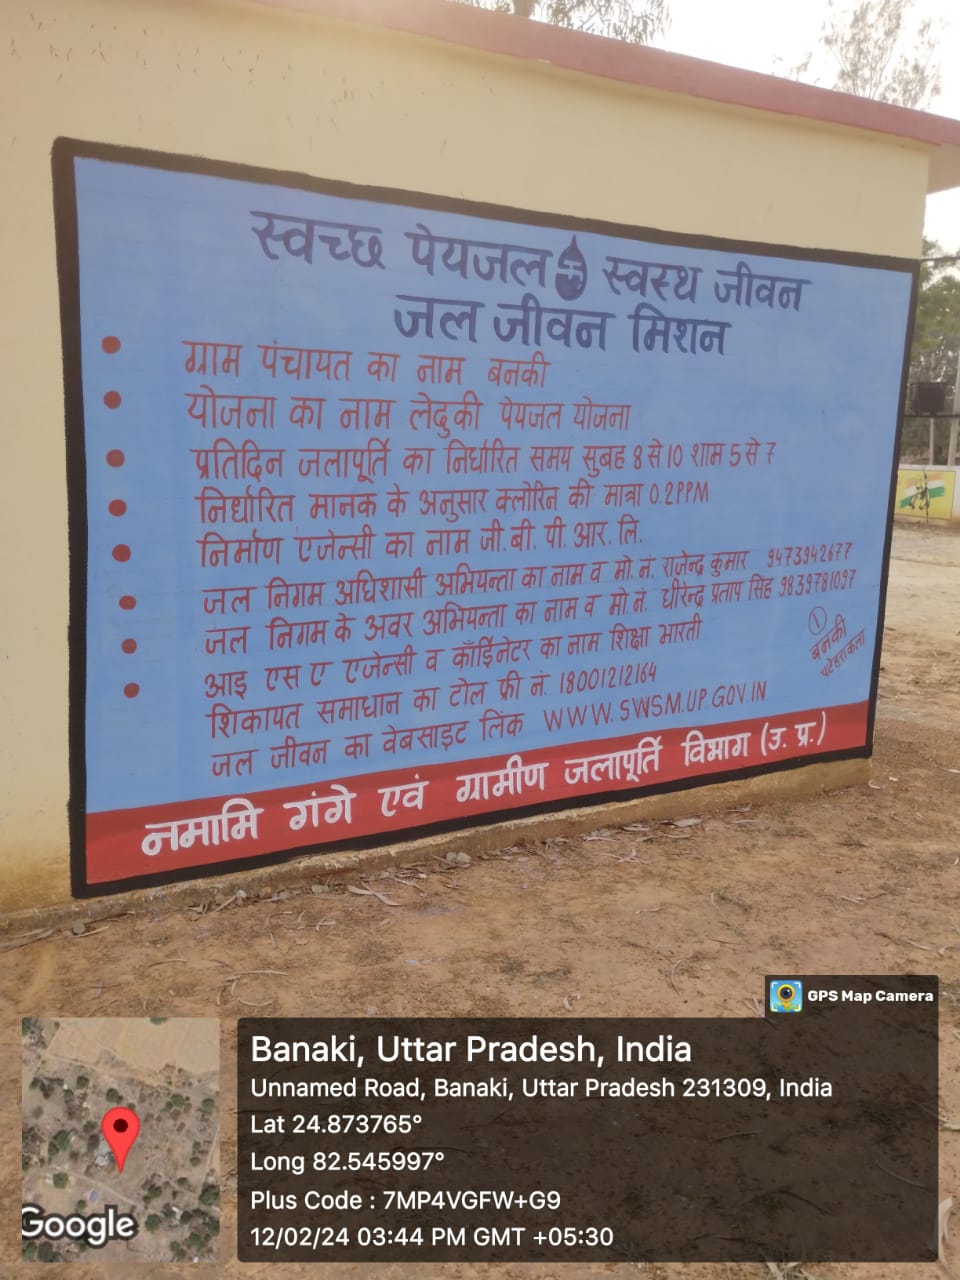 स्वच्छ पेयजल स्वस्थ जीवन
जल जीवन मिशन
ग्राम पंचायत का नाम बनकी
योजना का नाम लेदुकी पेयजल योजना
प्रतिदिन जलापूर्ति का निर्धारित समय सुबह 8 से 10 शाम 5 से 7
निर्धारित मानक के अनुसार क्लोरिन की मात्रा 0.2PPM
निर्माण एजेन्सी का नाम जी. बी. पी. आर. लि.
जल निगम अधिशासी अभियन्ता का नाम व मो. नं. राजेन्द्र कुमार 9473942677
जल निगम के अवर अभियन्ता का नाम व मो. नं. धीरेन्द्र प्रताप सिंह 9839781097
आइ एस ए एजेन्सी व कॉर्डिनेटर का नाम शिक्षा भारती
शिकायत समाधान का टोल फ्री नं. 18001212164
जल जीवन का वेबसाइट लिंक WWW.SWSM.UP.GOV.IN
1
बनकी
पटेहराकला
नमामि गंगे एवं ग्रामीण जलापूर्ति विभाग (उ. प्र.)
GPS Map Camera
Banaki, Uttar Pradesh, India
Unnamed Road, Banaki, Uttar Pradesh 231309, India
Lat 24.873765°
Long 82.545997°
Plus Code : 7MP4VGFW+G9
12/02/24 03:44 PM GMT +05:30
Google